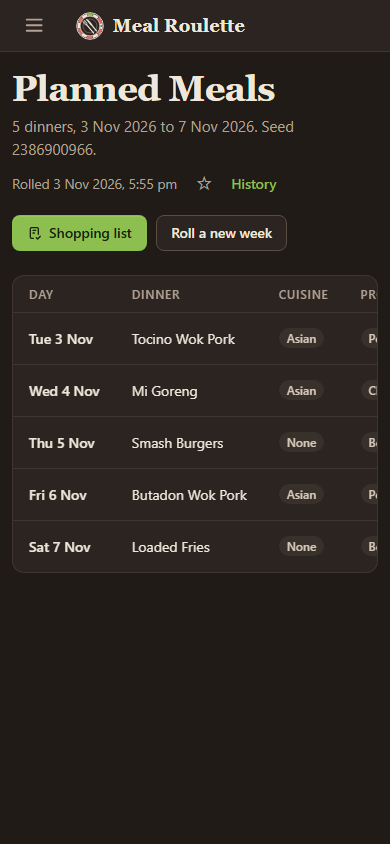 Meal Roulette
Planned Meals
5 dinners, 3 Nov 2026 to 7 Nov 2026. Seed
2386900966.
Rolled 3 Nov 2026, 5:55 pm ☆ History
Shopping list Roll a new week
DAY DINNER CUISINE
Tue 3 Nov Tocino Wok Pork Asian
Wed 4 Nov Mi Goreng Asian
Thu 5 Nov Smash Burgers None
Fri 6 Nov Butadon Wok Pork Asian
Sat 7 Nov Loaded Fries None